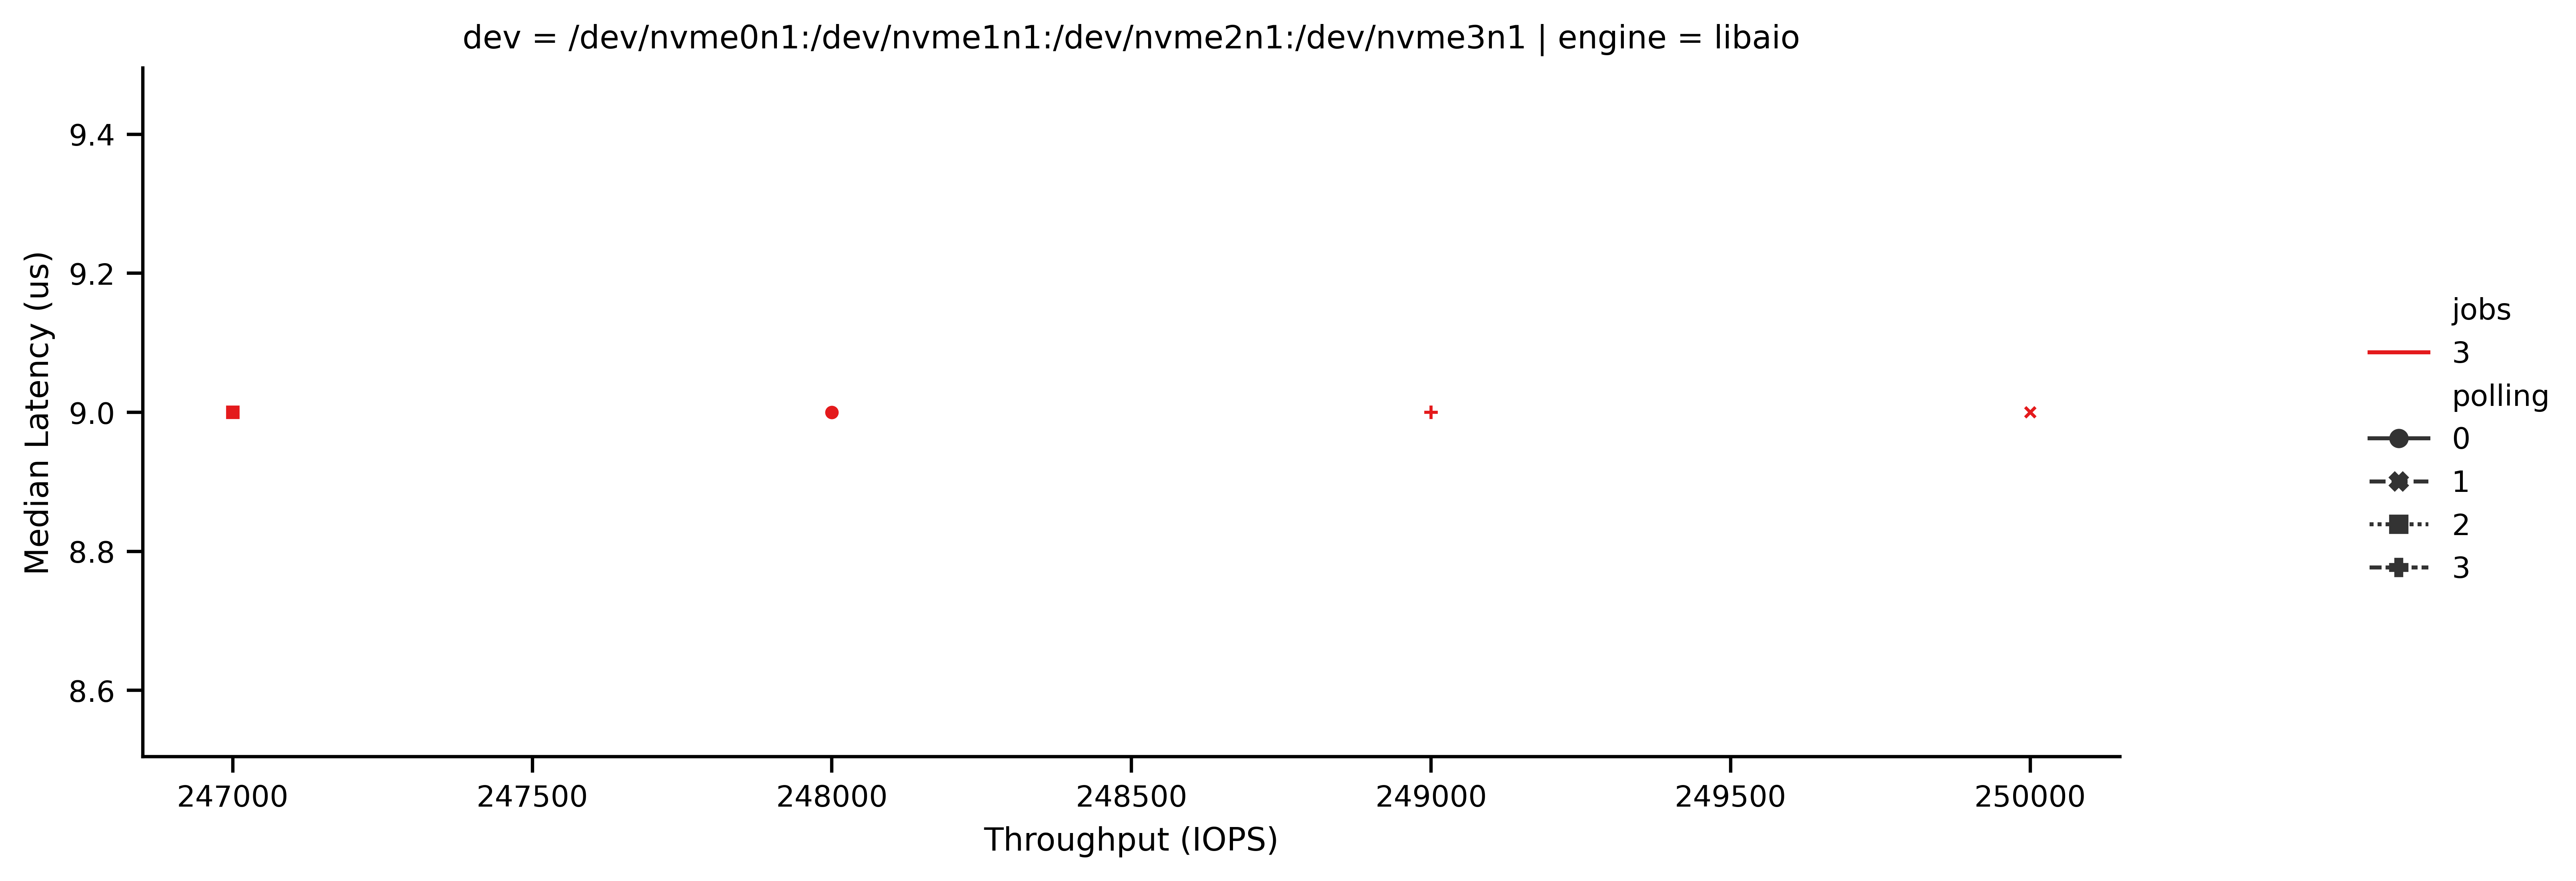 dev = /dev/nvme0n1:/dev/nvme1n1:/dev/nvme2n1:/dev/nvme3n1 | engine = libaio
Median Latency (us)
9.4
9.2
9.0
8.8
8.6
247000 247500 248000 248500 249000 249500 250000
Throughput (IOPS)
jobs
3
polling
0
1
2
3